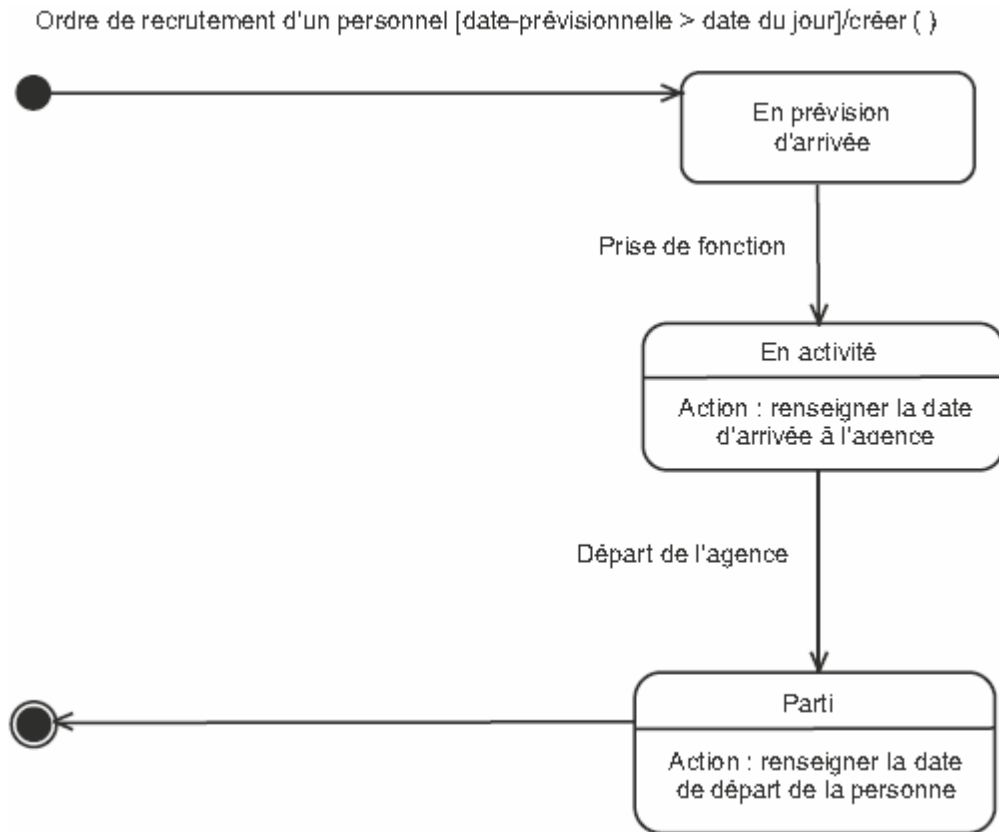 Ordre de recrutement d'un personnel [date-prévisionnelle > date du jour]/créer ( )
En prévision
d'arrivée
Prise de fonction
En activité
Action : renseigner la date
d'arrivée à l'agence
Départ de l'agence
Parti
Action : renseigner la date
de départ de la personne